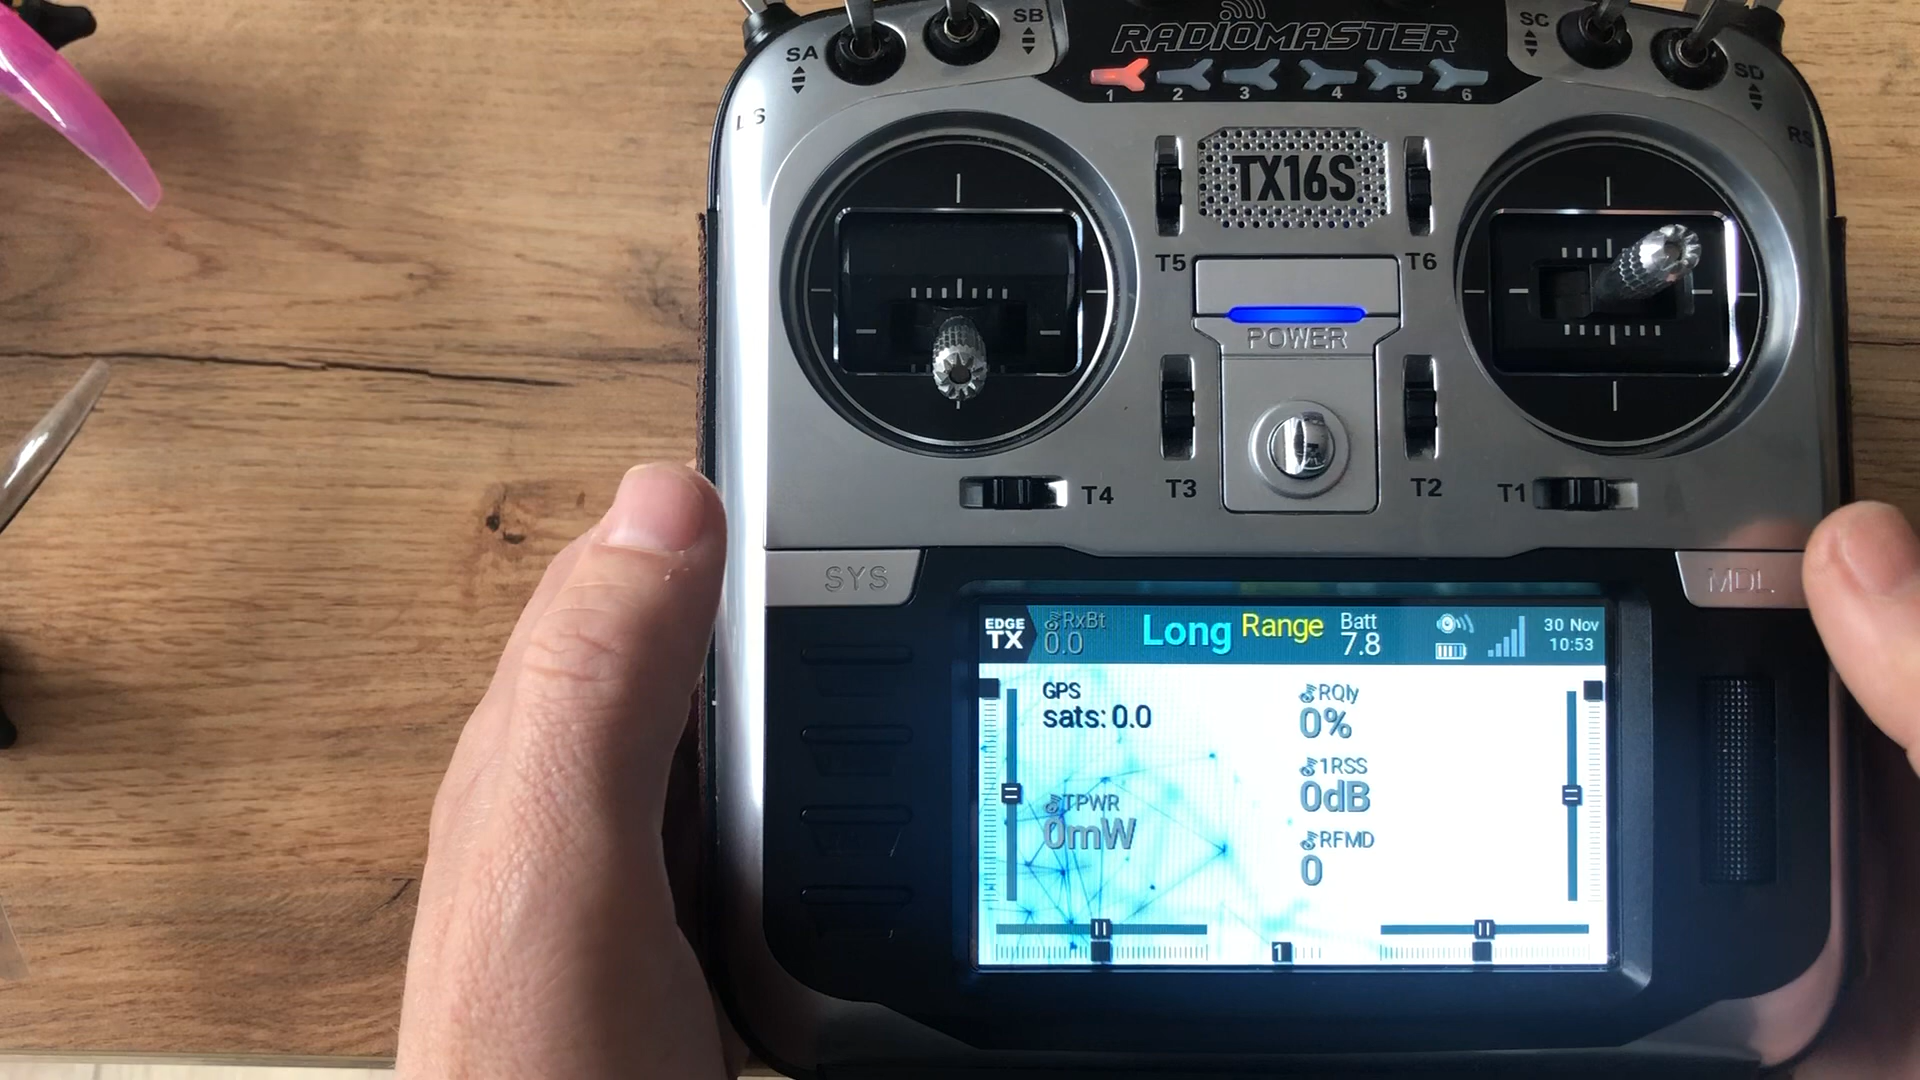 RADIOMASTER
SA
SB
SC
SD
LS
RS
1 2 3 4 5 6
TX16S
T5
T6
POWER
T4
T3
T2
T1
SYS
MDL
EDGE
TX
RxBt
0.0
Long Range
Batt
7.8
30 Nov
10:53
GPS
sats: 0.0
TPWR
0mW
RQly
0%
1RSS
0dB
RFMD
0
1